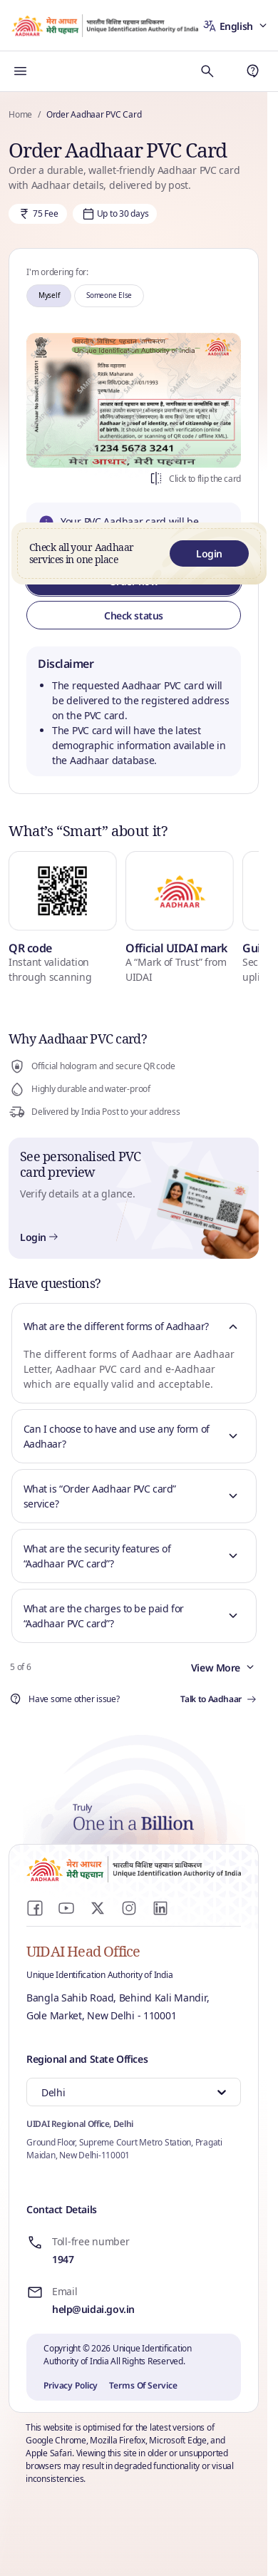 मेरा आधार
मेरी पहचान
भारतीय विशिष्ट पहचान प्राधिकरण
Unique Identification Authority of India
English
Home / Order Aadhaar PVC Card
Order Aadhaar PVC Card
Order a durable, wallet-friendly Aadhaar PVC card
with Aadhaar details, delivered by post.
75 Fee
Up to 30 days
I'm ordering for:
Myself
Someone Else
Unique Identification Authority of India
AADHAAR
1234 5678 3241
मेरा आधार, मेरी पहचान
Click to flip the card
Your PVC Aadhaar card will be
Check all your Aadhaar
services in one place
Login
Check status
Disclaimer
The requested Aadhaar PVC card will
be delivered to the registered address
on the PVC card.
The PVC card will have the latest
demographic information available in
the Aadhaar database.
What's “Smart” about it?
AADHAAR
QR code
Instant validation
through scanning
Official UIDAI mark
A “Mark of Trust” from
UIDAI
Gui
Sec
upli
Why Aadhaar PVC card?
Official hologram and secure QR code
Highly durable and water-proof
Delivered by India Post to your address
See personalised PVC
card preview
Verify details at a glance.
Login
Have questions?
What are the different forms of Aadhaar?
The different forms of Aadhaar are Aadhaar
Letter, Aadhaar PVC card and e-Aadhaar
which are equally valid and acceptable.
Can I choose to have and use any form of
Aadhaar?
What is “Order Aadhaar PVC card”
service?
What are the security features of
“Aadhaar PVC card”?
What are the charges to be paid for
“Aadhaar PVC card”?
5 of 6
View More
Have some other issue?
Talk to Aadhaar
Truly
One in a Billion
मेरा आधार
मेरी पहचान
AADHAAR
भारतीय विशिष्ट पहचान प्राधिकरण
Unique Identification Authority of India
UIDAI Head Office
Unique Identification Authority of India
Bangla Sahib Road, Behind Kali Mandir,
Gole Market, New Delhi - 110001
Regional and State Offices
Delhi
UIDAI Regional Office, Delhi
Ground Floor, Supreme Court Metro Station, Pragati
Maidan, New Delhi-110001
Contact Details
Toll-free number
1947
Email
help@uidai.gov.in
Copyright © 2026 Unique Identification
Authority of India All Rights Reserved.
Privacy Policy
Terms Of Service
This website is optimised for the latest versions of
Google Chrome, Mozilla Firefox, Microsoft Edge, and
Apple Safari. Viewing this site in older or unsupported
browsers may result in degraded functionality or visual
inconsistencies.